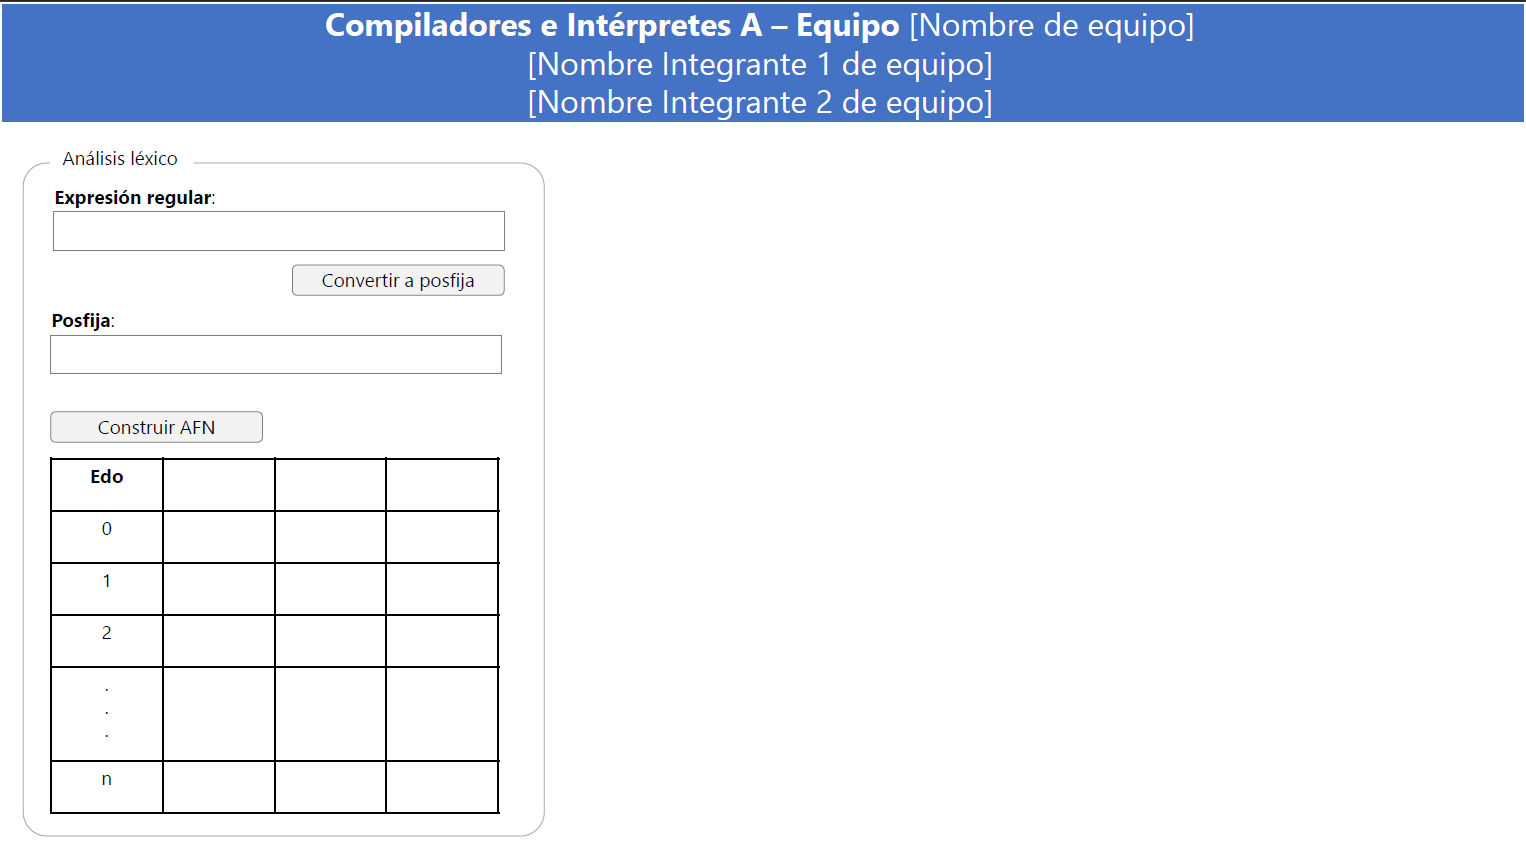 Compiladores e Intérpretes A – Equipo [Nombre de equipo]
[Nombre Integrante 1 de equipo]
[Nombre Integrante 2 de equipo]
Análisis léxico
Expresión regular:
Convertir a posfija
Posfija:
Construir AFN
Edo
0
1
2
.
.
.
n